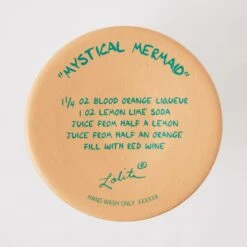 "MYSTICAL MERMAID"
1 1/4 OZ BLOOD ORANGE LIQUEUR
1 OZ LEMON LIME SODA
JUICE FROM HALF A LEMON
JUICE FROM HALF AN ORANGE
FILL WITH RED WINE
Lolita®
HAND WASH ONLY XXXXXX